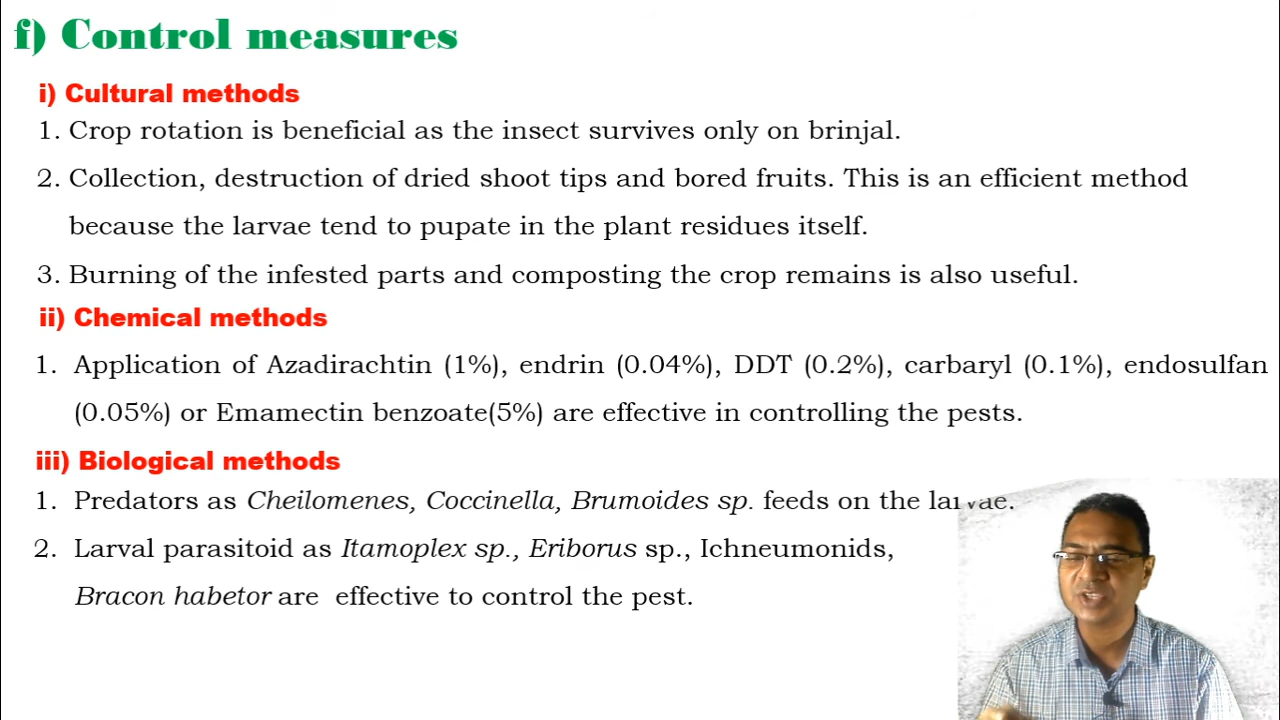 f) Control measures
i) Cultural methods
1. Crop rotation is beneficial as the insect survives only on brinjal.
2. Collection, destruction of dried shoot tips and bored fruits. This is an efficient method
because the larvae tend to pupate in the plant residues itself.
3. Burning of the infested parts and composting the crop remains is also useful.
ii) Chemical methods
1. Application of Azadirachtin (1%), endrin (0.04%), DDT (0.2%), carbaryl (0.1%), endosulfan
(0.05%) or Emamectin benzoate(5%) are effective in controlling the pests.
iii) Biological methods
1. Predators as Cheilomenes, Coccinella, Brumoides sp. feeds on the larvae.
2. Larval parasitoid as Itamoplex sp., Eriborus sp., Ichneumonids,
Bracon habetor are effective to control the pest.